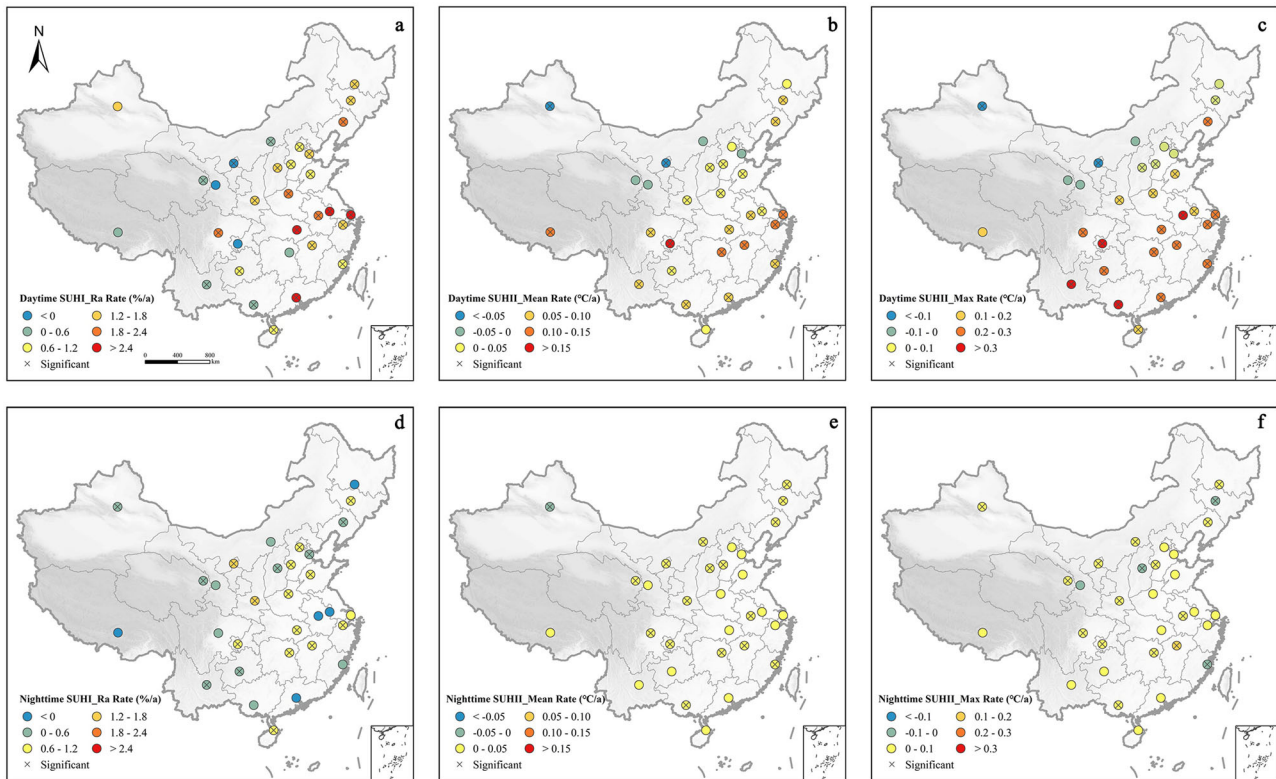 a
N
Daytime SUHI_Ra Rate (%/a)
< 0
1.2 - 1.8
0 - 0.6
1.8 - 2.4
0.6 - 1.2
> 2.4
Significant
0 400 800
km
b
Daytime SUHII_Mean Rate (℃/a)
< -0.05
0.05 - 0.10
-0.05 - 0
0.10 - 0.15
0 - 0.05
> 0.15
Significant
c
Daytime SUHII_Max Rate (℃/a)
< -0.1
0.1 - 0.2
-0.1 - 0
0.2 - 0.3
0 - 0.1
> 0.3
Significant
d
Nighttime SUHI_Ra Rate (%/a)
< 0
1.2 - 1.8
0 - 0.6
1.8 - 2.4
0.6 - 1.2
> 2.4
Significant
e
Nighttime SUHII_Mean Rate (℃/a)
< -0.05
0.05 - 0.10
-0.05 - 0
0.10 - 0.15
0 - 0.05
> 0.15
Significant
f
Nighttime SUHII_Max Rate (℃/a)
< -0.1
0.1 - 0.2
-0.1 - 0
0.2 - 0.3
0 - 0.1
> 0.3
Significant